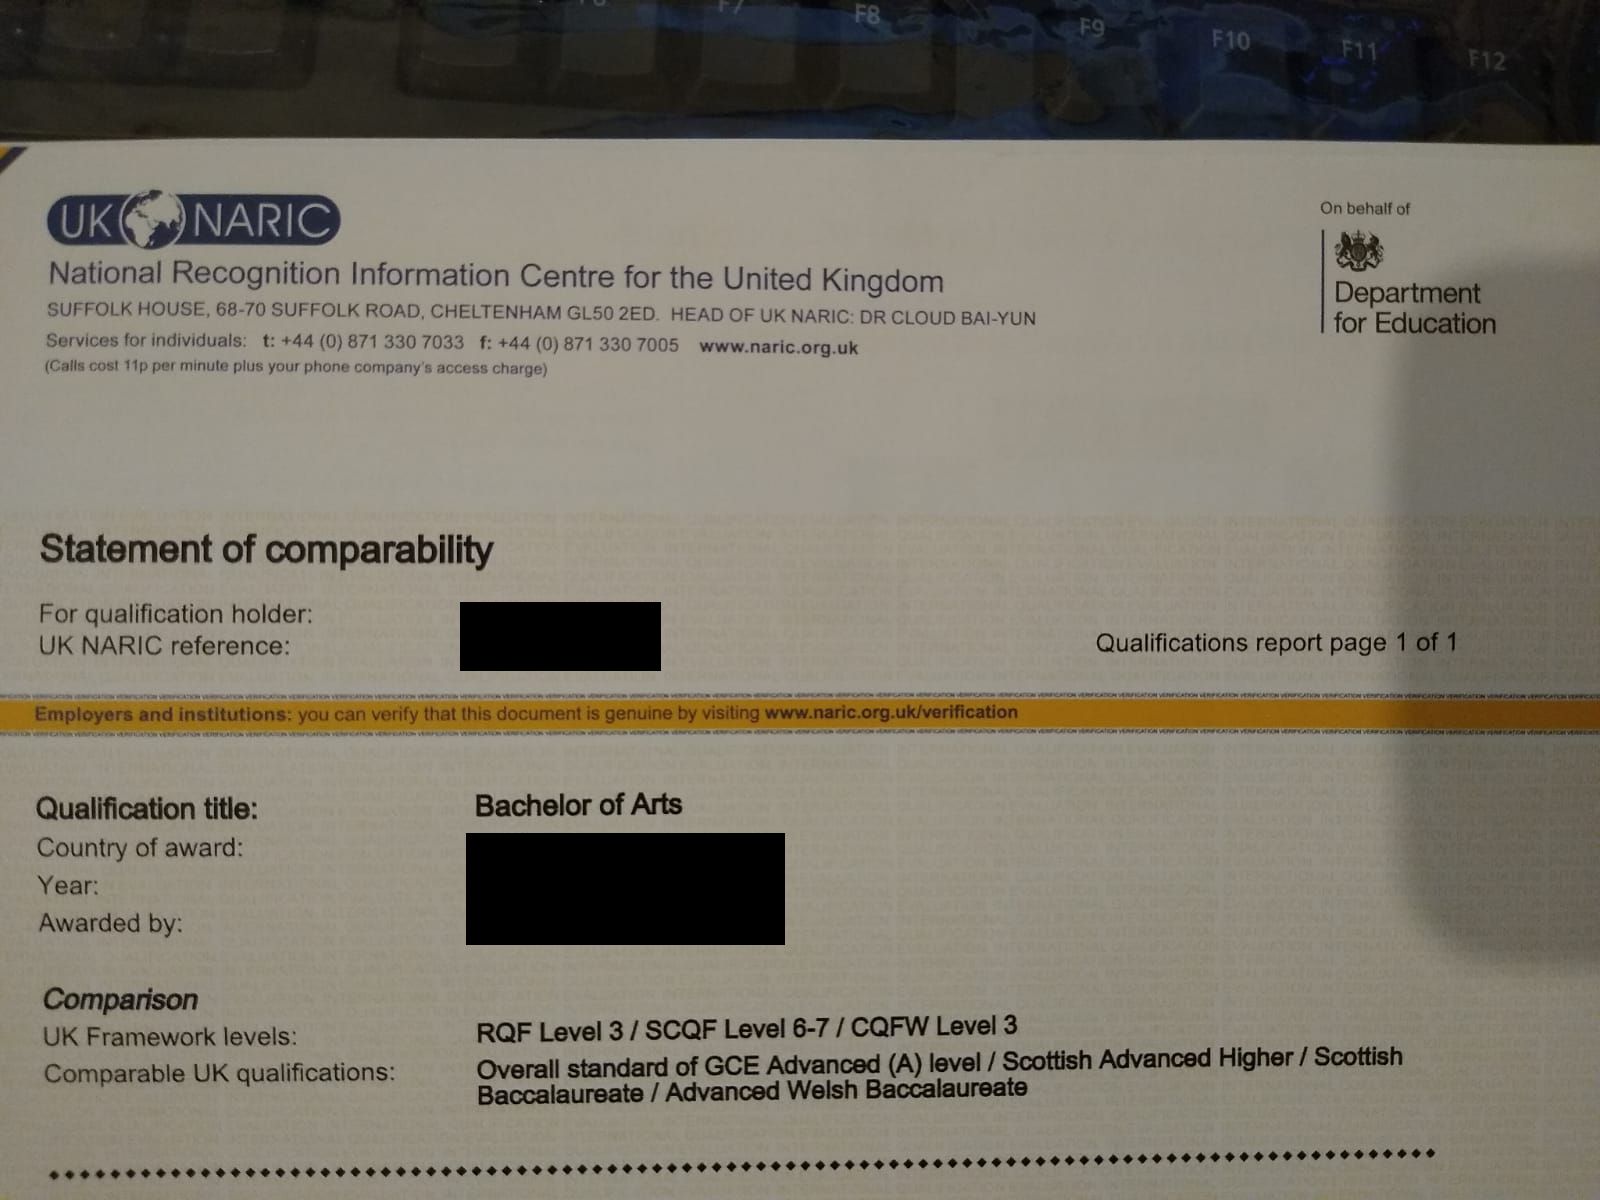 F7
F8
F9
F10
F11
F12
UK NARIC
On behalf of
National Recognition Information Centre for the United Kingdom
SUFFOLK HOUSE, 68-70 SUFFOLK ROAD, CHELTENHAM GL50 2ED. HEAD OF UK NARIC: DR CLOUD BAI-YUN
Services for individuals: t: +44 (0) 871 330 7033 f: +44 (0) 871 330 7005 www.naric.org.uk
(Calls cost 11p per minute plus your phone company's access charge)
Department
for Education
Statement of comparability
For qualification holder:
UK NARIC reference:
Qualifications report page 1 of 1
Employers and institutions: you can verify that this document is genuine by visiting www.naric.org.uk/verification
Qualification title: Bachelor of Arts
Country of award:
Year:
Awarded by:
Comparison
UK Framework levels: RQF Level 3 / SCQF Level 6-7 / CQFW Level 3
Comparable UK qualifications: Overall standard of GCE Advanced (A) level / Scottish Advanced Higher / Scottish
Baccalaureate / Advanced Welsh Baccalaureate